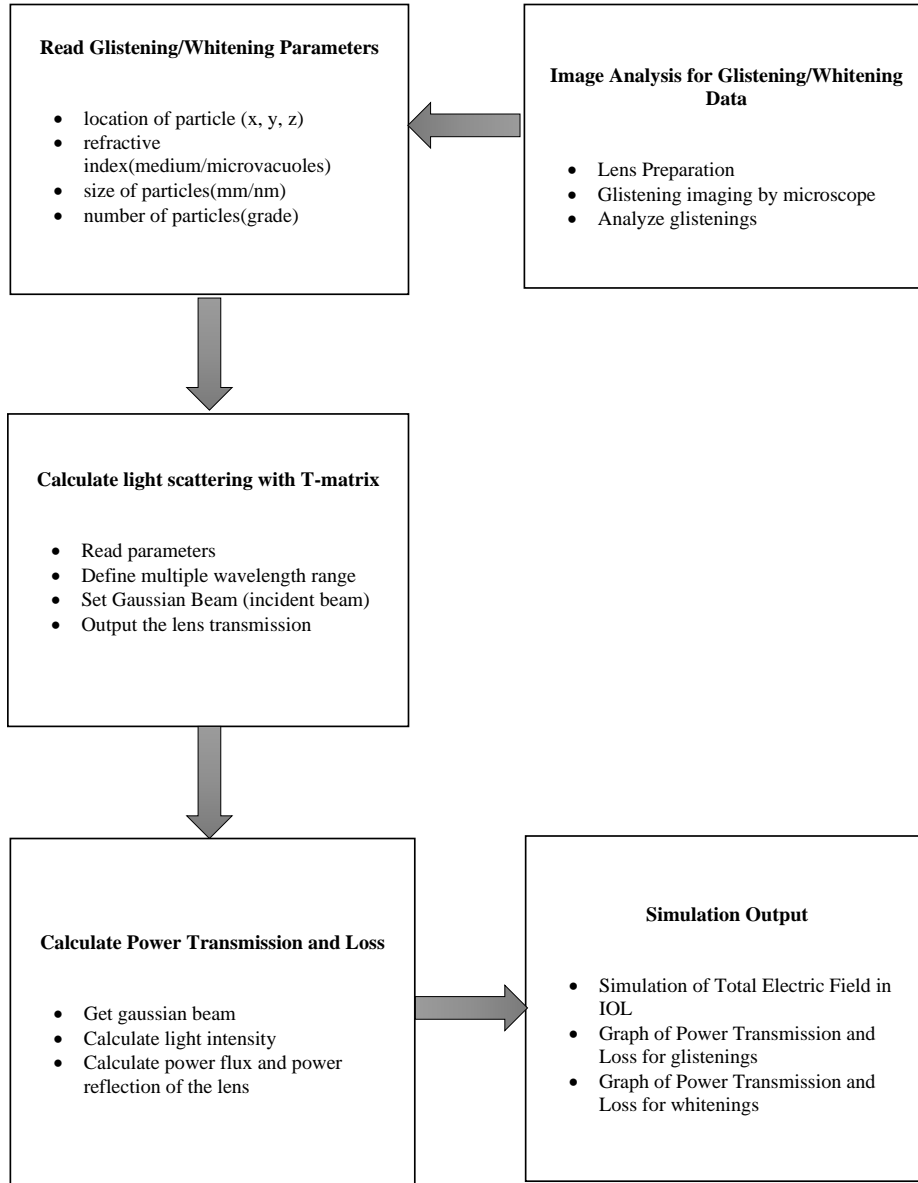 Read Glistening/Whitening Parameters
• location of particle (x, y, z)
• refractive
index(medium/microvacuoles)
• size of particles(mm/nm)
• number of particles(grade)
Image Analysis for Glistening/Whitening
Data
• Lens Preparation
• Glistening imaging by microscope
• Analyze glistenings
Calculate light scattering with T-matrix
• Read parameters
• Define multiple wavelength range
• Set Gaussian Beam (incident beam)
• Output the lens transmission
Calculate Power Transmission and Loss
• Get gaussian beam
• Calculate light intensity
• Calculate power flux and power
reflection of the lens
Simulation Output
• Simulation of Total Electric Field in
IOL
• Graph of Power Transmission and
Loss for glistenings
• Graph of Power Transmission and
Loss for whitenings